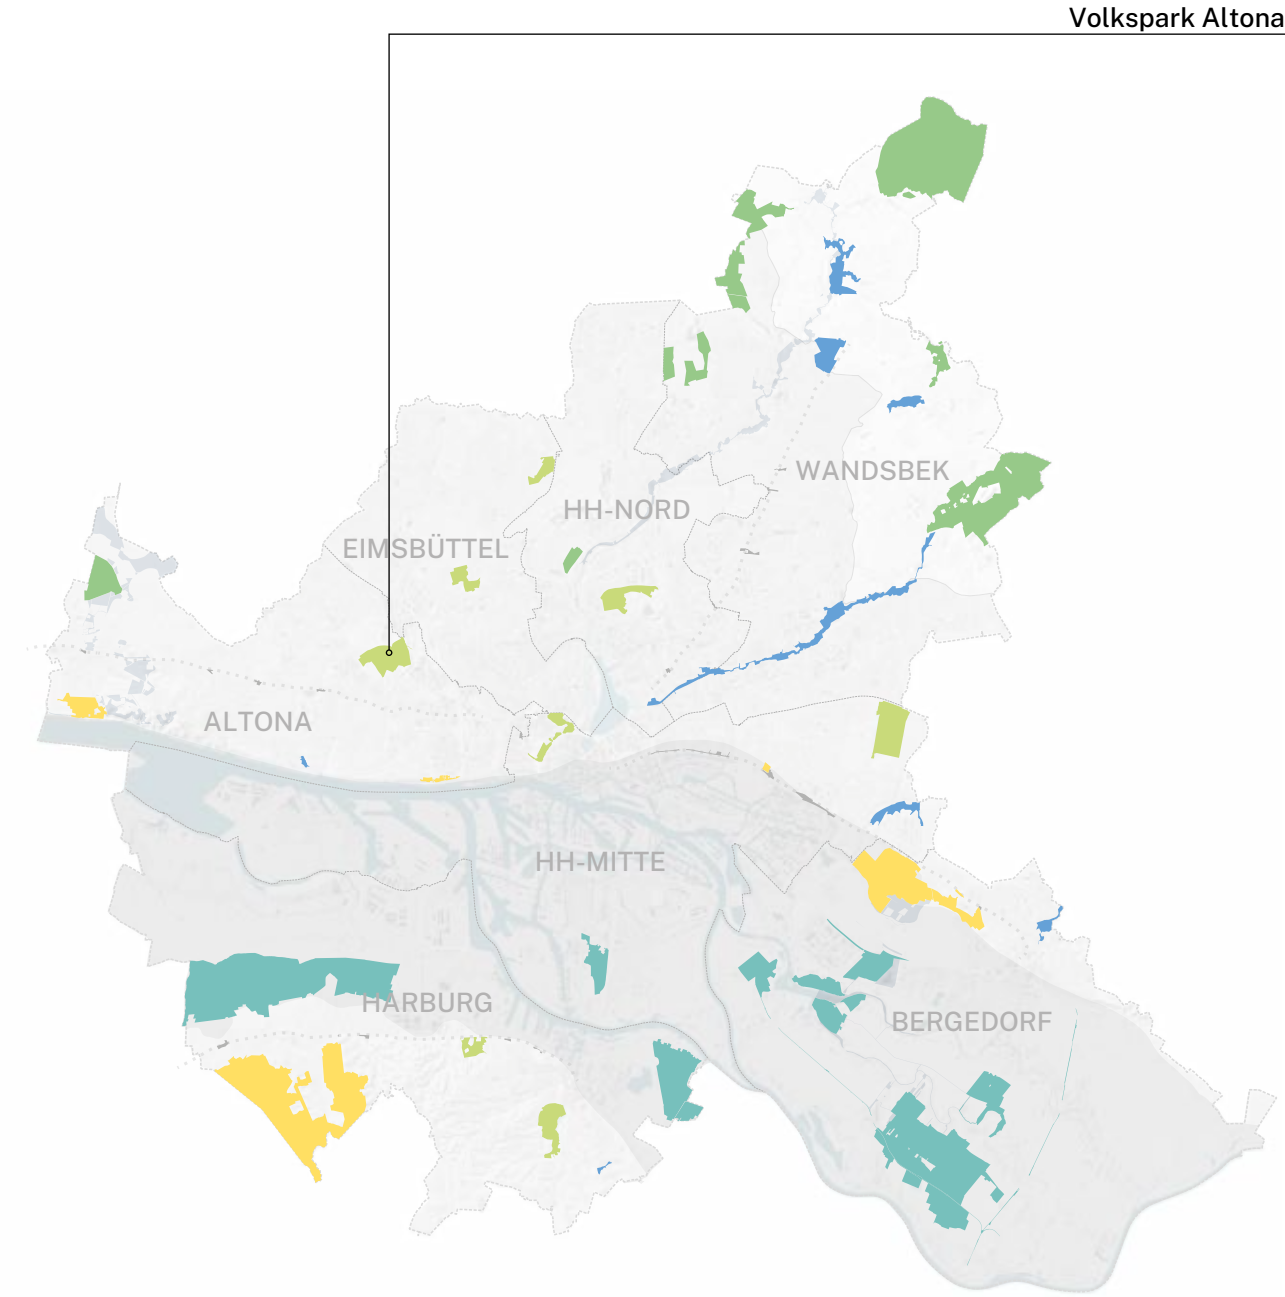 Volkspark Altona
WANDSBEK
HH-NORD
EIMSBÜTTEL
ALTONA
HH-MITTE
HARBURG
BERGEDORF